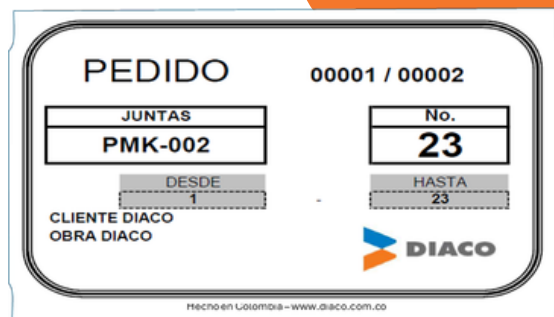 PEDIDO 00001 / 00002
JUNTAS No.
PMK-002 23
DESDE HASTA
1 - 23
CLIENTE DIACO
OBRA DIACO
DIACO
Hecho en Colombia - www.diaco.com.co